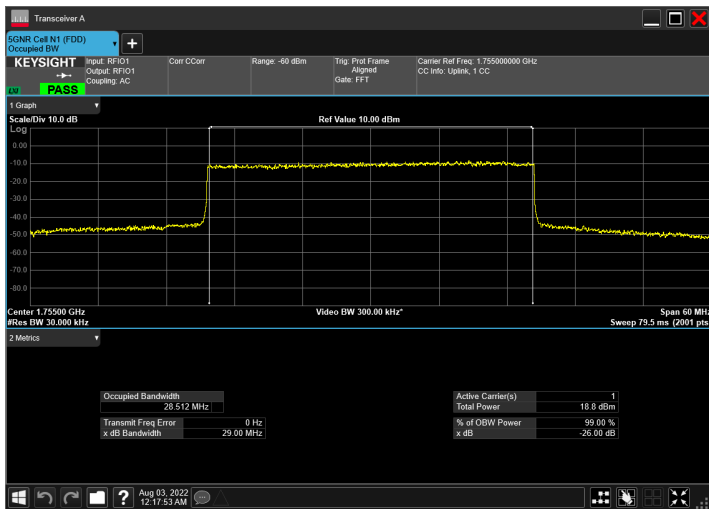 Transceiver A
5GNR Cell N1 (FDD)
Occupied BW
KEYSIGHT
LXI
PASS
Input: RFIO1
Output: RFIO1
Coupling: AC
Corr CCorr
Range: -60 dBm
Trig: Prot Frame
Aligned
Gate: FFT
Carrier Ref Freq: 1.755000000 GHz
CC Info: Uplink, 1 CC
1 Graph
Scale/Div 10.0 dB
Ref Value 10.00 dBm
Log
0.00
-10.0
-20.0
-30.0
-40.0
-50.0
-60.0
-70.0
-80.0
Center 1.75500 GHz
Video BW 300.00 kHz*
Span 60 MHz
#Res BW 30.000 kHz
Sweep 79.5 ms (2001 pts
2 Metrics
Occupied Bandwidth
28.512 MHz
Transmit Freq Error 0 Hz
x dB Bandwidth 29.00 MHz
Active Carrier(s) 1
Total Power 18.8 dBm
% of OBW Power 99.00 %
x dB -26.00 dB
?
Aug 03, 2022
12:17:53 AM